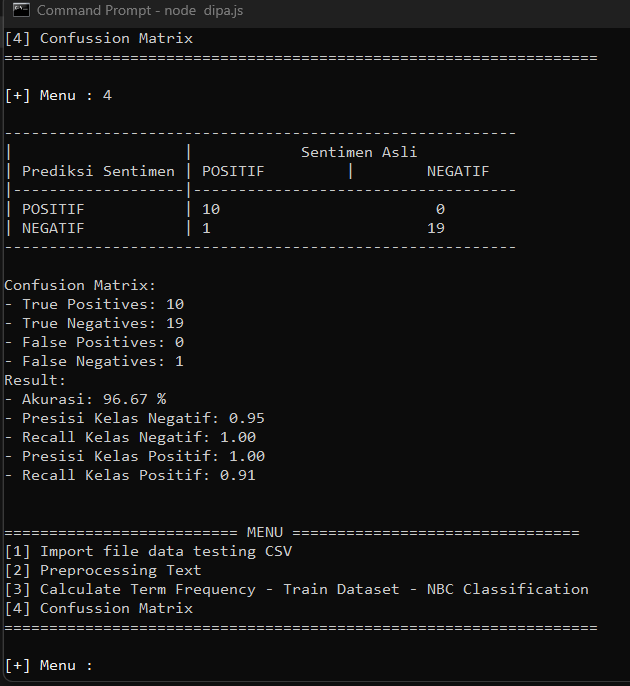 Command Prompt - node  dipa.js
[4] Confussion Matrix
==================================================================

[+] Menu : 4

---------------------------------------------------------
|                   |            Sentimen Asli
| Prediksi Sentimen | POSITIF         |        NEGATIF
|-------------------|------------------------------------
| POSITIF           | 10                        0
| NEGATIF           | 1                        19
---------------------------------------------------------

Confusion Matrix:
- True Positives: 10
- True Negatives: 19
- False Positives: 0
- False Negatives: 1
Result:
- Akurasi: 96.67 %
- Presisi Kelas Negatif: 0.95
- Recall Kelas Negatif: 1.00
- Presisi Kelas Positif: 1.00
- Recall Kelas Positif: 0.91

========================== MENU ================================
[1] Import file data testing CSV
[2] Preprocessing Text
[3] Calculate Term Frequency - Train Dataset - NBC Classification
[4] Confussion Matrix
==================================================================

[+] Menu :